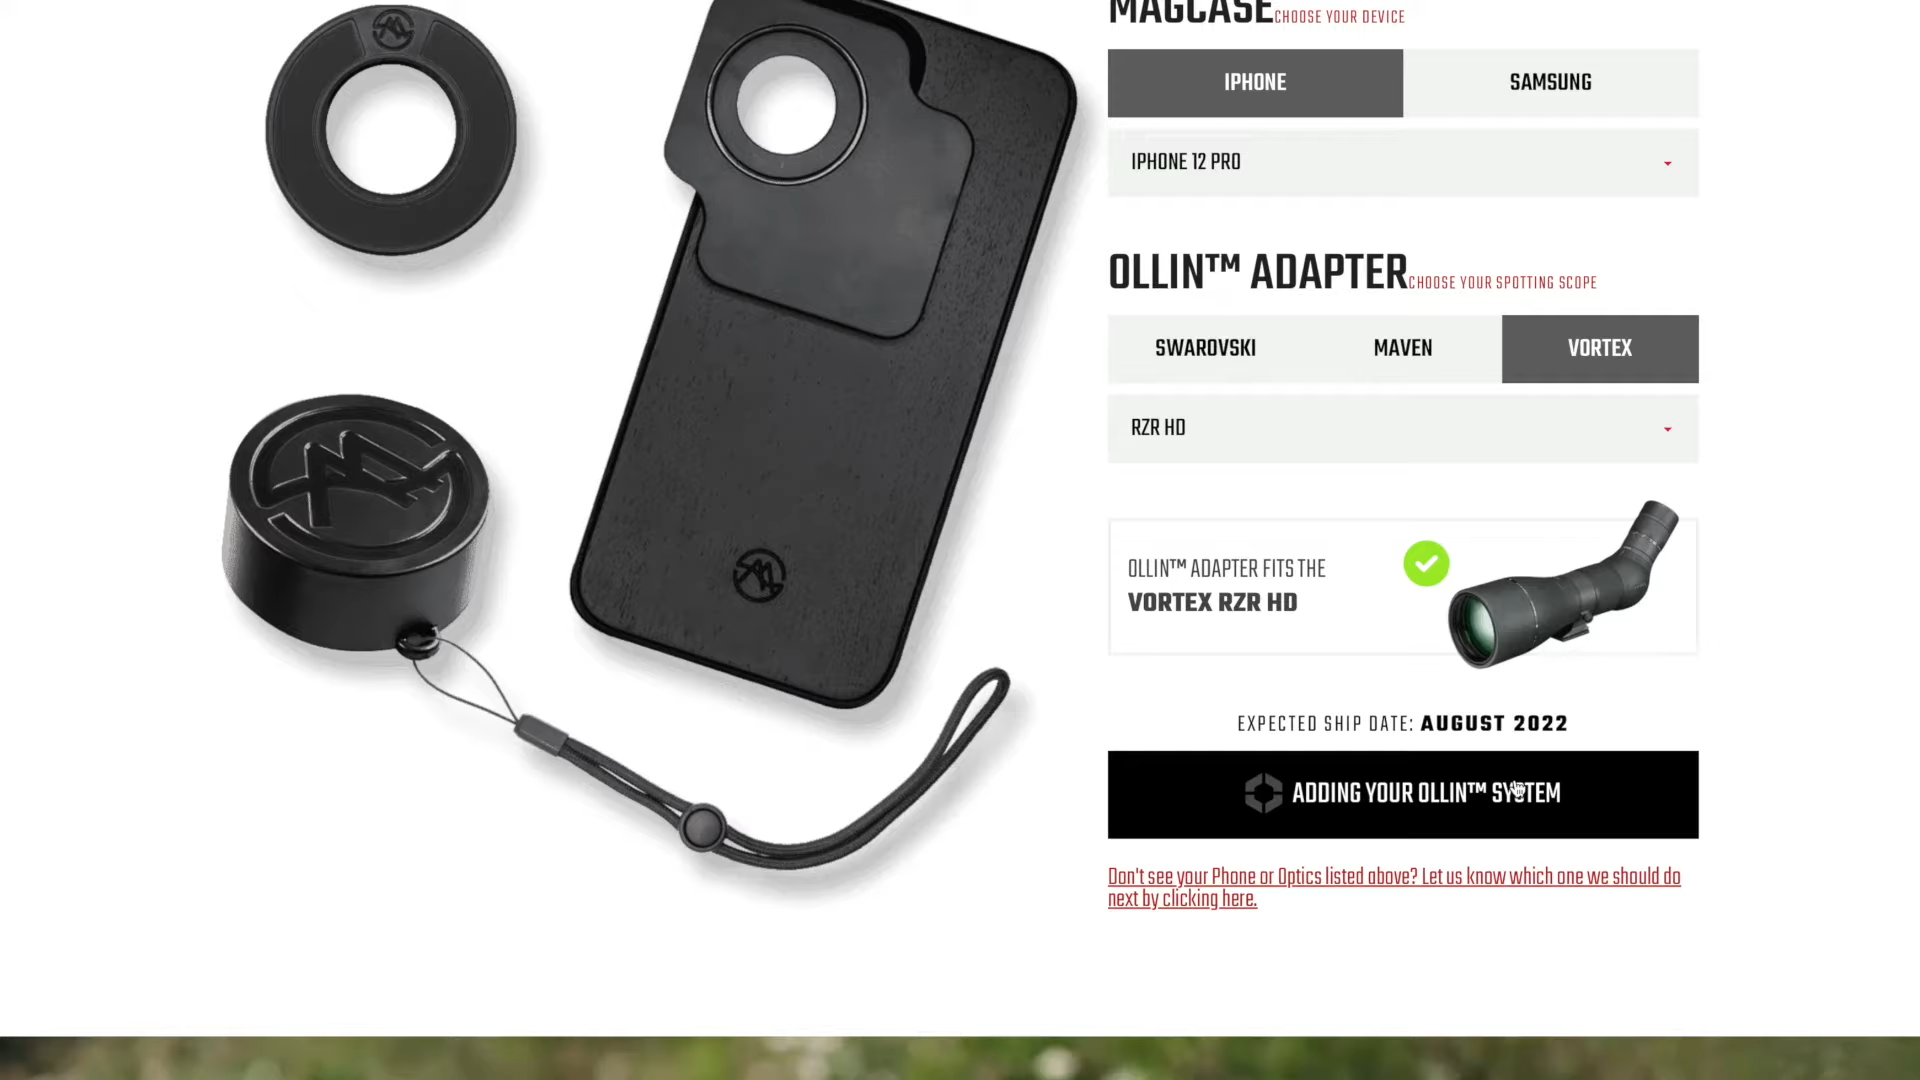 MAGCASE CHOOSE YOUR DEVICE
IPHONE SAMSUNG
IPHONE 12 PRO
OLLIN™ ADAPTER CHOOSE YOUR SPOTTING SCOPE
SWAROVSKI MAVEN VORTEX
RZR HD
OLLIN™ ADAPTER FITS THE
VORTEX RZR HD
EXPECTED SHIP DATE: AUGUST 2022
ADDING YOUR OLLIN™ SYSTEM
Don't see your Phone or Optics listed above? Let us know which one we should do
next by clicking here.